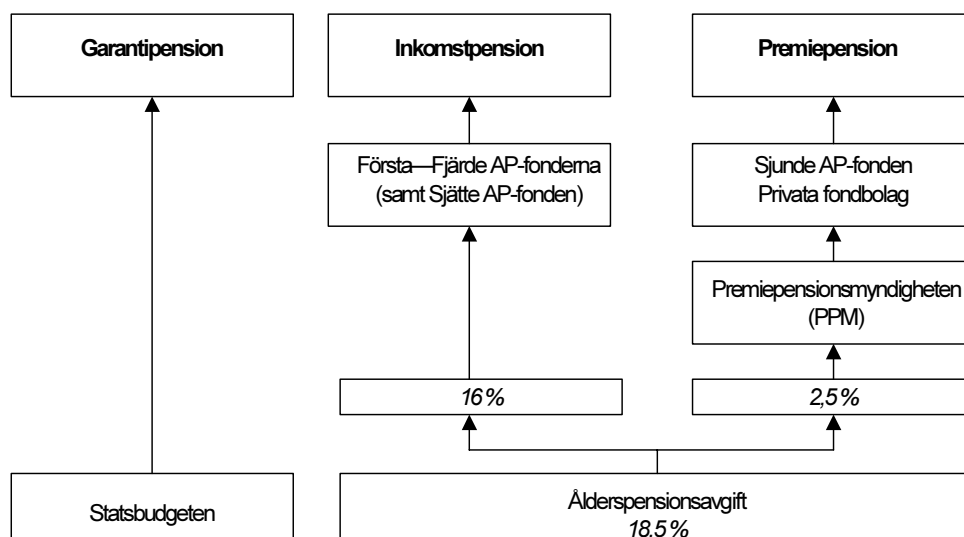 Garantipension
Inkomstpension
Premiepension
Första—Fjärde AP-fonderna
(samt Sjätte AP-fonden)
Sjunde AP-fonden
Privata fondbolag
Premiepensionsmyndigheten
(PPM)
16%
2,5%
Statsbudgeten
Ålderspensionsavgift
18,5%